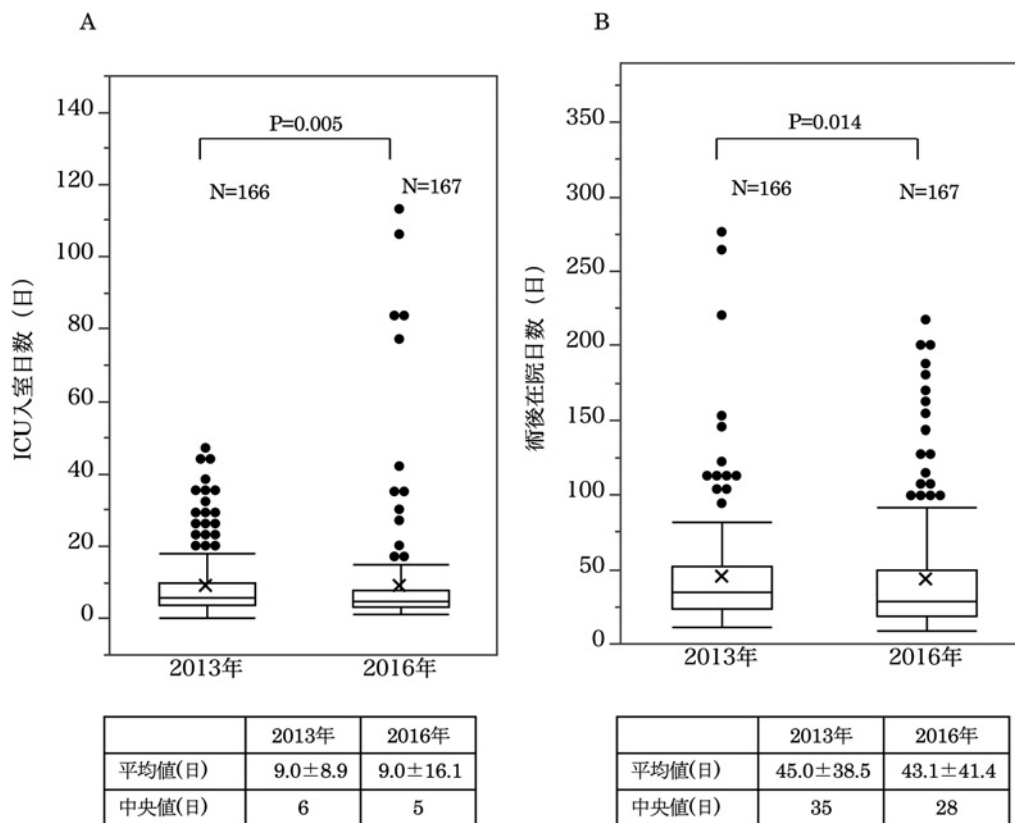 A
ICU入室日数（日）
140
120
100
80
60
40
20
0
P=0.005
N=166
N=167
2013年
2016年
2013年 2016年
平均値(日) 9.0±8.9 9.0±16.1
中央値(日) 6 5
B
術後在院日数（日）
350
300
250
200
150
100
50
0
P=0.014
N=166
N=167
2013年
2016年
2013年 2016年
平均値(日) 45.0±38.5 43.1±41.4
中央値(日) 35 28